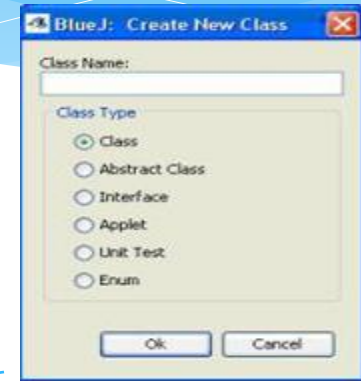 BlueJ: Create New Class
Class Name:
Class Type
Class
Abstract Class
Interface
Applet
Unit Test
Enum
Ok
Cancel